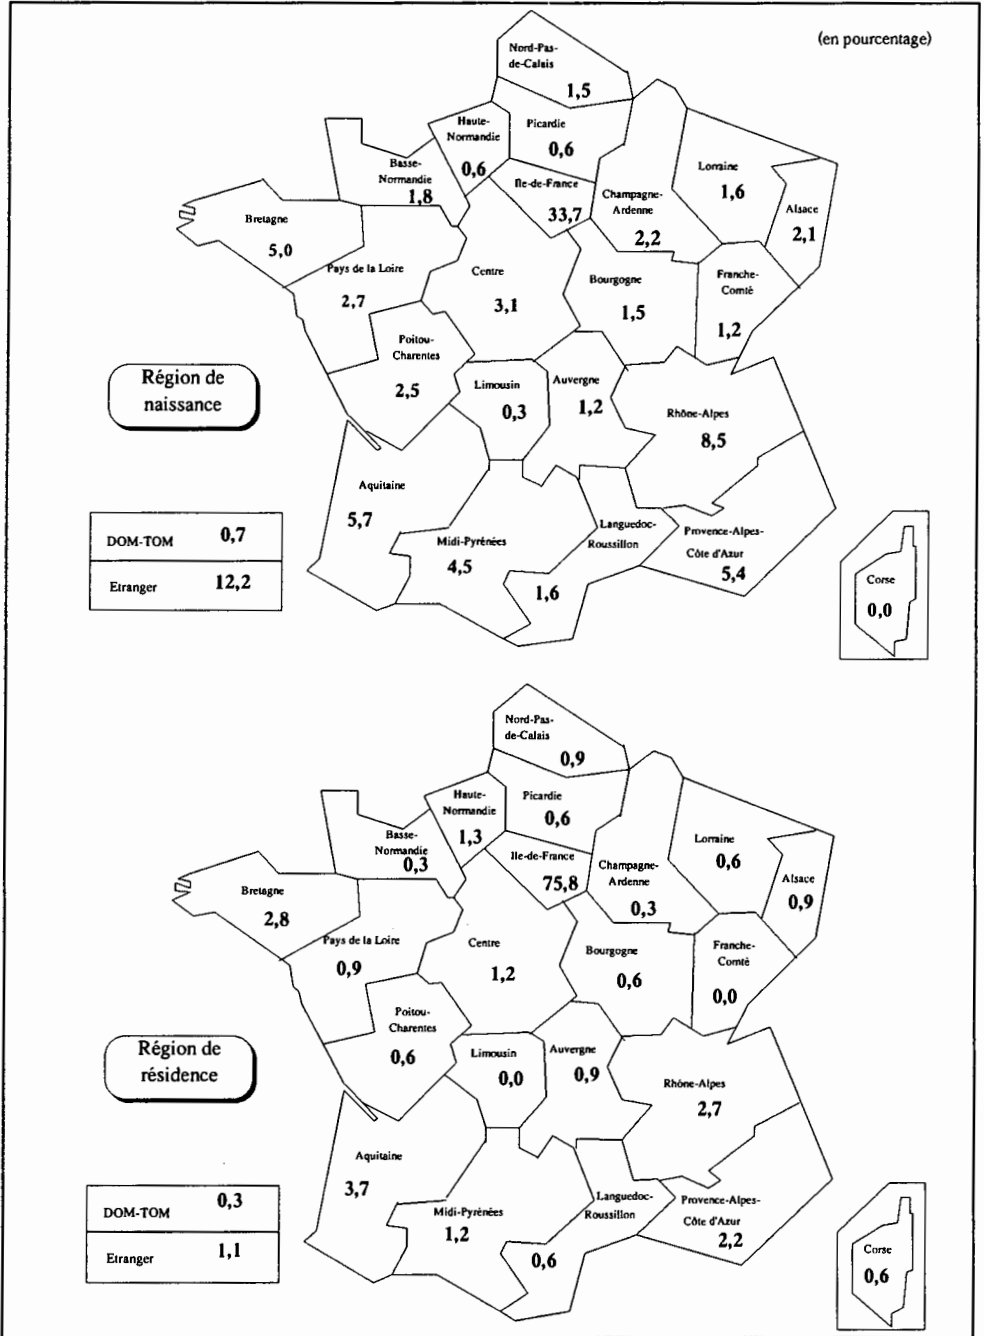 (en pourcentage)
Nord-Pas-
de-Calais
1,5
Haute-
Normandie
0,6
Picardie
0,6
Basse-
Normandie
1,8
Ile-de-France
33,7
Champagne-
Ardenne
2,2
Lorraine
1,6
Alsace
2,1
Bretagne
5,0
Pays de la Loire
2,7
Centre
3,1
Bourgogne
1,5
Franche-
Comté
1,2
Poitou-
Charentes
2,5
Limousin
0,3
Auvergne
1,2
Rhône-Alpes
8,5
Région de
naissance
Aquitaine
5,7
Midi-Pyrénées
4,5
Languedoc-
Roussillon
1,6
Provence-Alpes-
Côte d'Azur
5,4
DOM-TOM 0,7
Etranger 12,2
Corse
0,0
Nord-Pas-
de-Calais
0,9
Haute-
Normandie
1,3
Picardie
0,6
Basse-
Normandie
0,3
Ile-de-France
75,8
Champagne-
Ardenne
0,3
Lorraine
0,6
Alsace
0,9
Bretagne
2,8
Pays de la Loire
0,9
Centre
1,2
Bourgogne
0,6
Franche-
Comté
0,0
Poitou-
Charentes
0,6
Limousin
0,0
Auvergne
0,9
Rhône-Alpes
2,7
Région de
résidence
Aquitaine
3,7
Midi-Pyrénées
1,2
Languedoc-
Roussillon
0,6
Provence-Alpes-
Côte d'Azur
2,2
DOM-TOM 0,3
Etranger 1,1
Corse
0,6